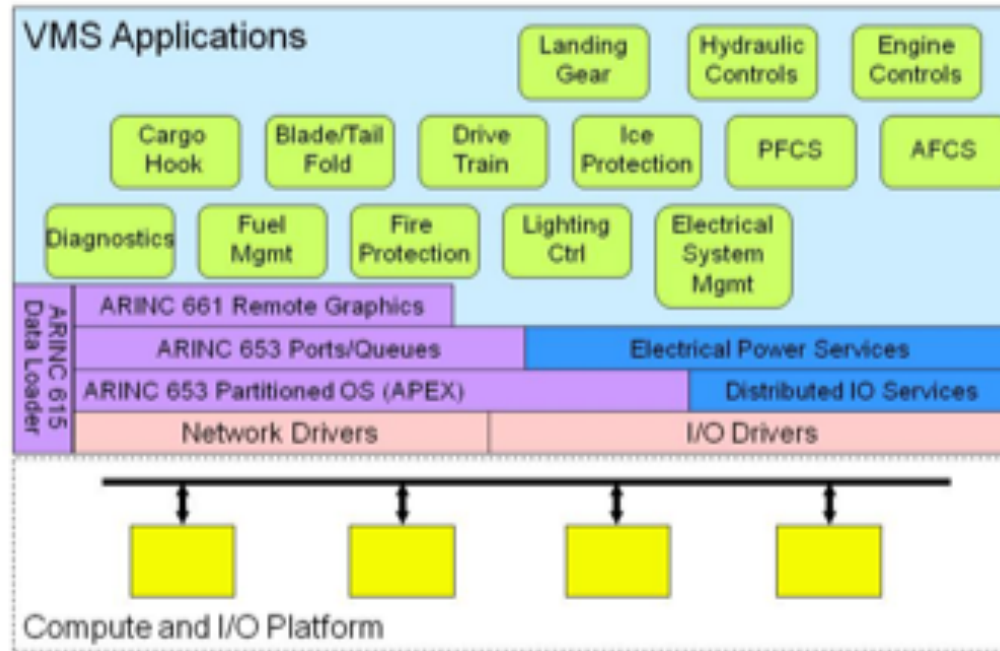 VMS Applications
Landing
Gear
Hydraulic
Controls
Engine
Controls
Cargo
Hook
Blade/Tail
Fold
Drive
Train
Ice
Protection
PFCS
AFCS
Diagnostics
Fuel
Mgmt
Fire
Protection
Lighting
Ctrl
Electrical
System
Mgmt
ARINC 615
Data Loader
ARINC 661 Remote Graphics
ARINC 653 Ports/Queues
Electrical Power Services
ARINC 653 Partitioned OS (APEX)
Distributed IO Services
Network Drivers
I/O Drivers
Compute and I/O Platform